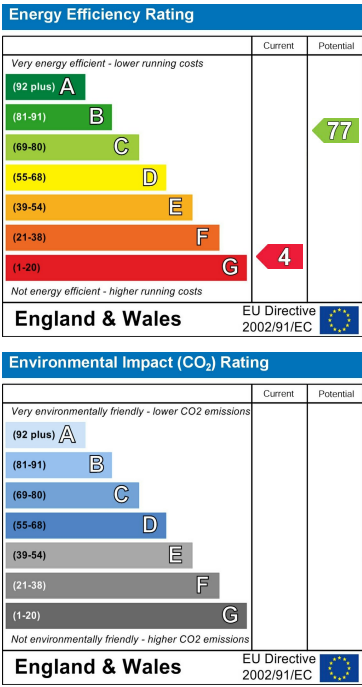 Energy Efficiency Rating
Current Potential
Very energy efficient - lower running costs
(92 plus) A
(81-91) B
77
(69-80) C
(55-68) D
(39-54) E
(21-38) F
4
(1-20) G
Not energy efficient - higher running costs
England & Wales
EU Directive
2002/91/EC
Environmental Impact (CO₂) Rating
Current Potential
Very environmentally friendly - lower CO2 emissions
(92 plus) A
(81-91) B
(69-80) C
(55-68) D
(39-54) E
(21-38) F
(1-20) G
Not environmentally friendly - higher CO2 emissions
England & Wales
EU Directive
2002/91/EC